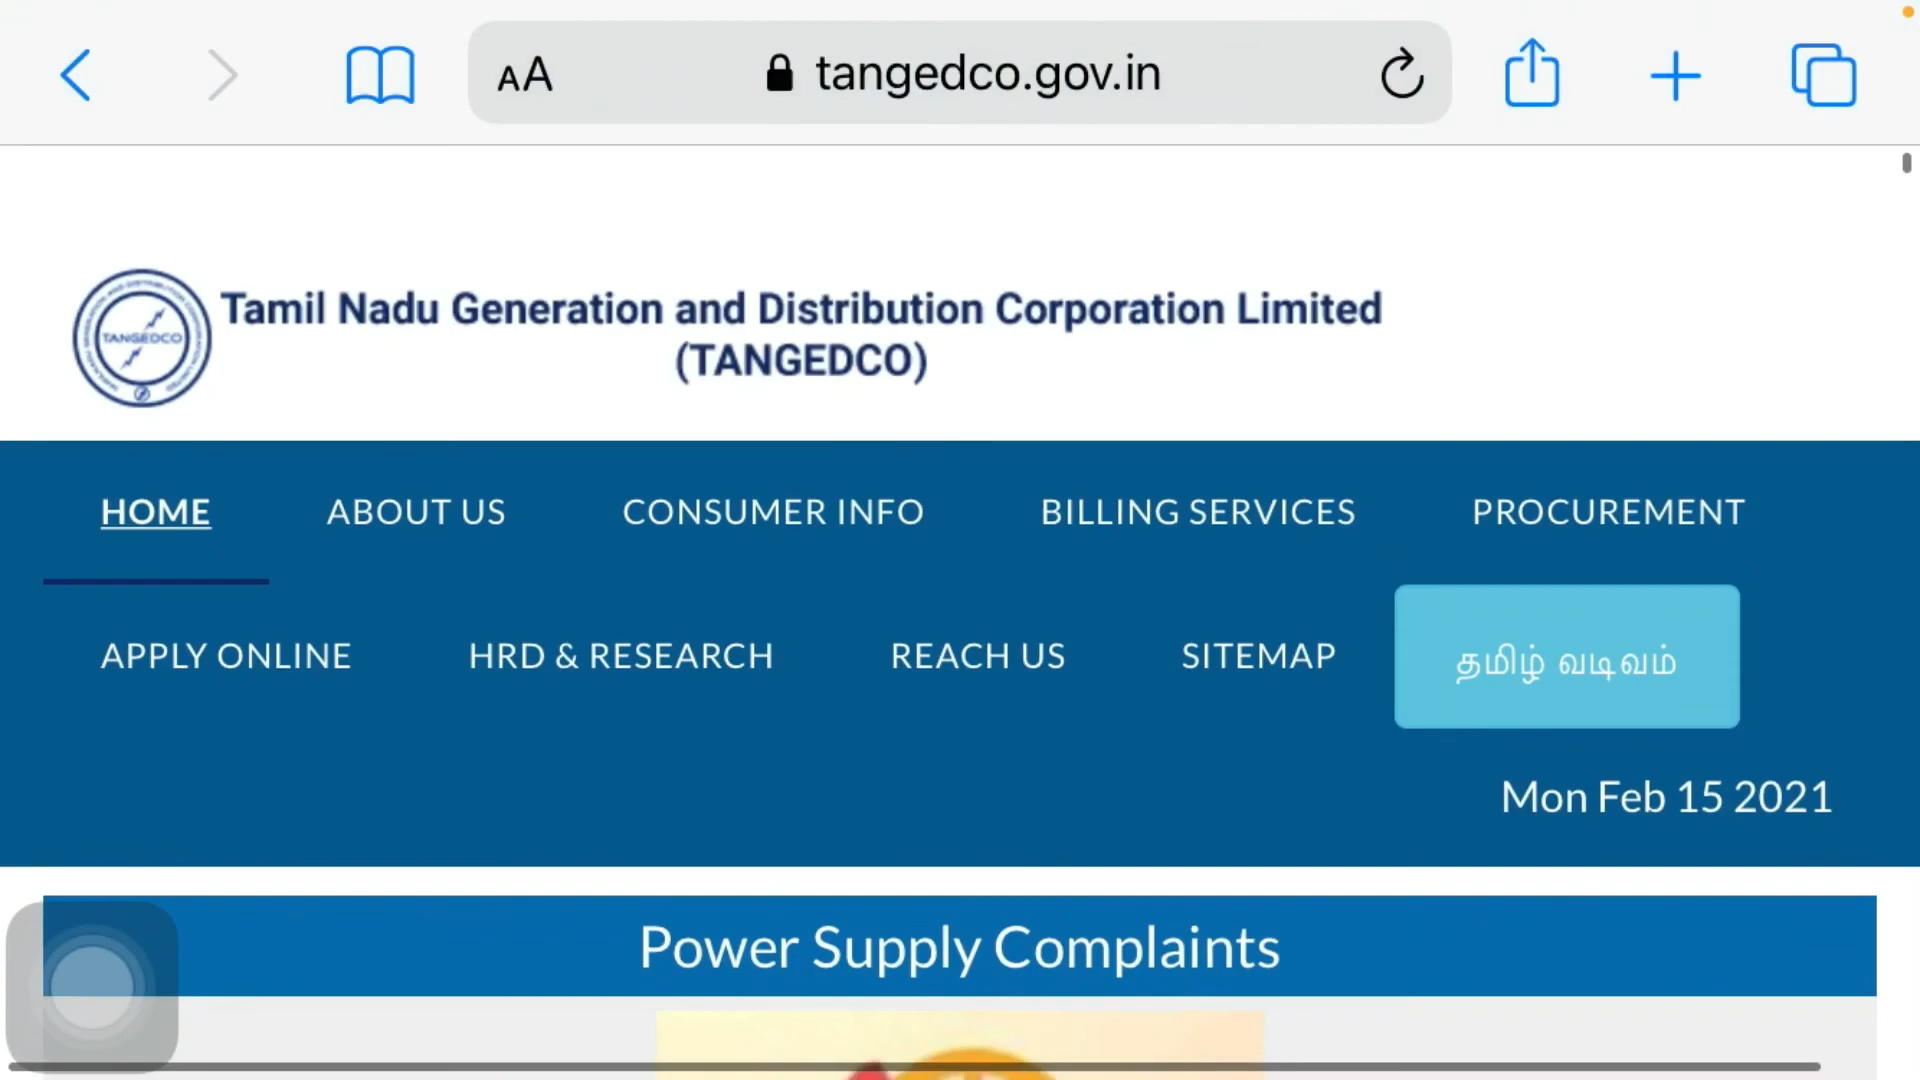 AA tangedco.gov.in
Tamil Nadu Generation and Distribution Corporation Limited
(TANGEDCO)
TANGEDCO
HOME ABOUT US CONSUMER INFO BILLING SERVICES PROCUREMENT
APPLY ONLINE HRD & RESEARCH REACH US SITEMAP தமிழ் வடிவம்
Mon Feb 15 2021
Power Supply Complaints